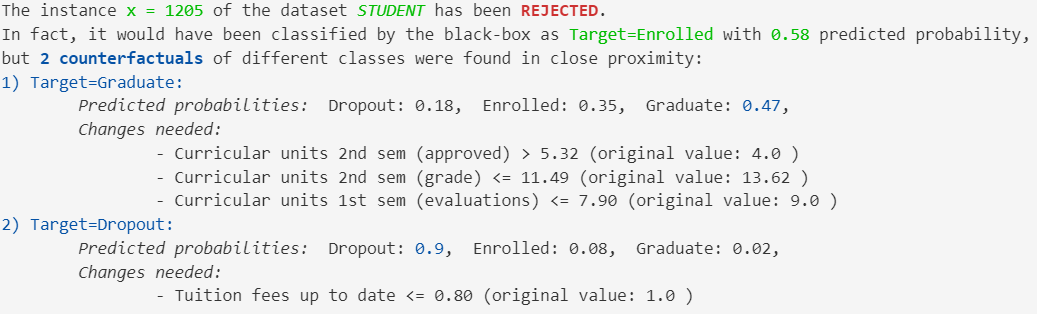 The instance x = 1205 of the dataset STUDENT has been REJECTED.
In fact, it would have been classified by the black-box as Target=Enrolled with 0.58 predicted probability,
but 2 counterfactuals of different classes were found in close proximity:
1) Target=Graduate:
Predicted probabilities: Dropout: 0.18, Enrolled: 0.35, Graduate: 0.47,
Changes needed:
- Curricular units 2nd sem (approved) > 5.32 (original value: 4.0 )
- Curricular units 2nd sem (grade) <= 11.49 (original value: 13.62 )
- Curricular units 1st sem (evaluations) <= 7.90 (original value: 9.0 )
2) Target=Dropout:
Predicted probabilities: Dropout: 0.9, Enrolled: 0.08, Graduate: 0.02,
Changes needed:
- Tuition fees up to date <= 0.80 (original value: 1.0 )